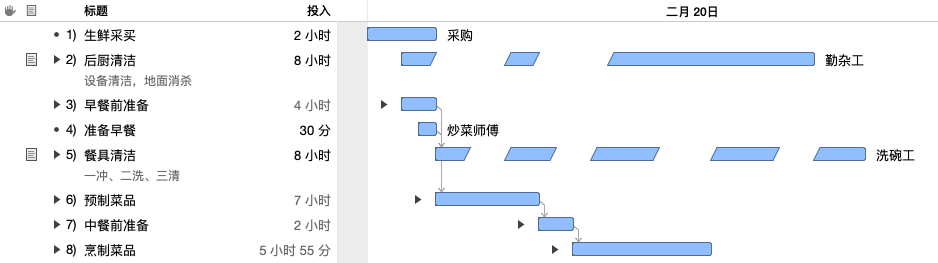 标题 投入 二月 20日
1) 生鲜采买 2 小时 采购
2) 后厨清洁 8 小时 勤杂工
设备清洁，地面消杀
3) 早餐前准备 4 小时
4) 准备早餐 30 分 炒菜师傅
5) 餐具清洁 8 小时 洗碗工
一冲、二洗、三清
6) 预制菜品 7 小时
7) 中餐前准备 2 小时
8) 烹制菜品 5 小时 55 分